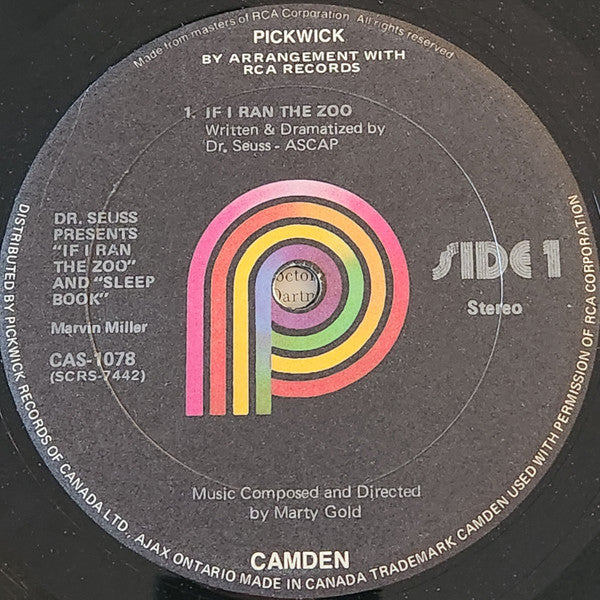 Made from masters of RCA Corporation. All rights reserved
PICKWICK
BY ARRANGEMENT WITH
RCA RECORDS
1. IF I RAN THE ZOO
Written & Dramatized by
Dr. Seuss - ASCAP
DR. SEUSS
PRESENTS
"IF I RAN
THE ZOO"
AND "SLEEP
BOOK"
Marvin Miller
CAS-1078
(SCRS-7442)
SIDE 1
Stereo
Music Composed and Directed
by Marty Gold
CAMDEN
DISTRIBUTED BY PICKWICK RECORDS OF CANADA LTD., AJAX ONTARIO MADE IN CANADA TRADEMARK CAMDEN USED WITH PERMISSION OF RCA CORPORATION